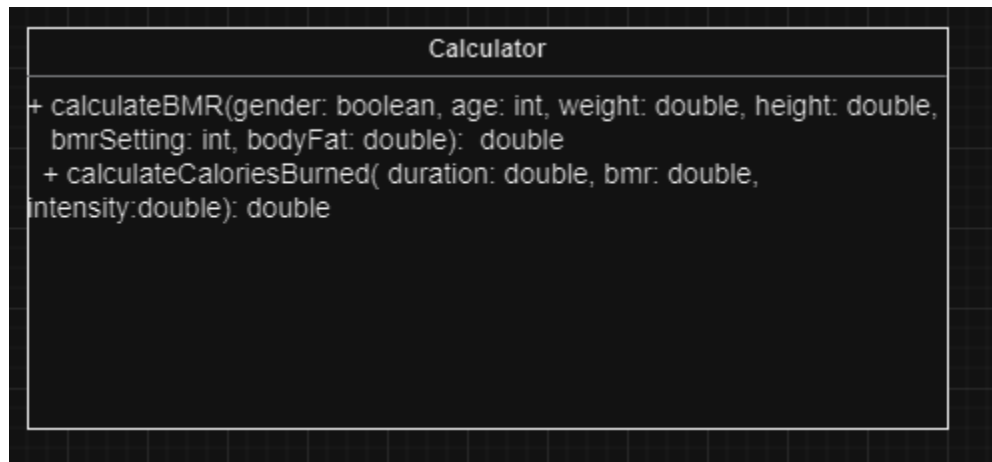 Calculator
+ calculateBMR(gender: boolean, age: int, weight: double, height: double,
bmrSetting: int, bodyFat: double):  double
+ calculateCaloriesBurned( duration: double, bmr: double,
intensity:double): double